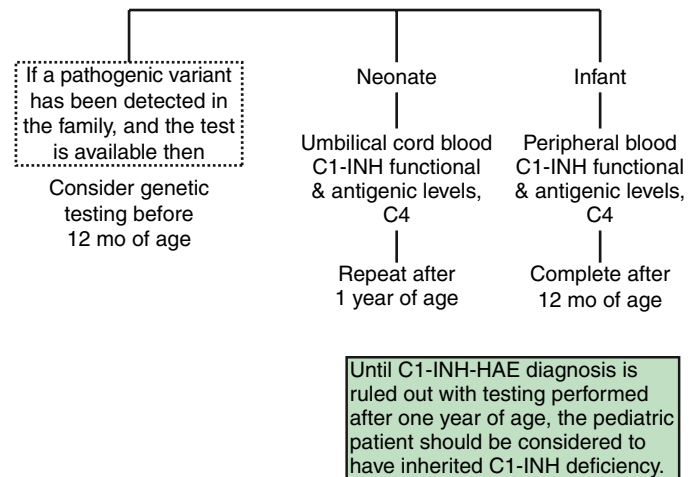 If a pathogenic variant
has been detected in
the family, and the test
is available then
Consider genetic
testing before
12 mo of age
Neonate
Umbilical cord blood
C1-INH functional
& antigenic levels,
C4
Repeat after
1 year of age
Infant
Peripheral blood
C1-INH functional
& antigenic levels,
C4
Complete after
12 mo of age
Until C1-INH-HAE diagnosis is
ruled out with testing performed
after one year of age, the pediatric
patient should be considered to
have inherited C1-INH deficiency.